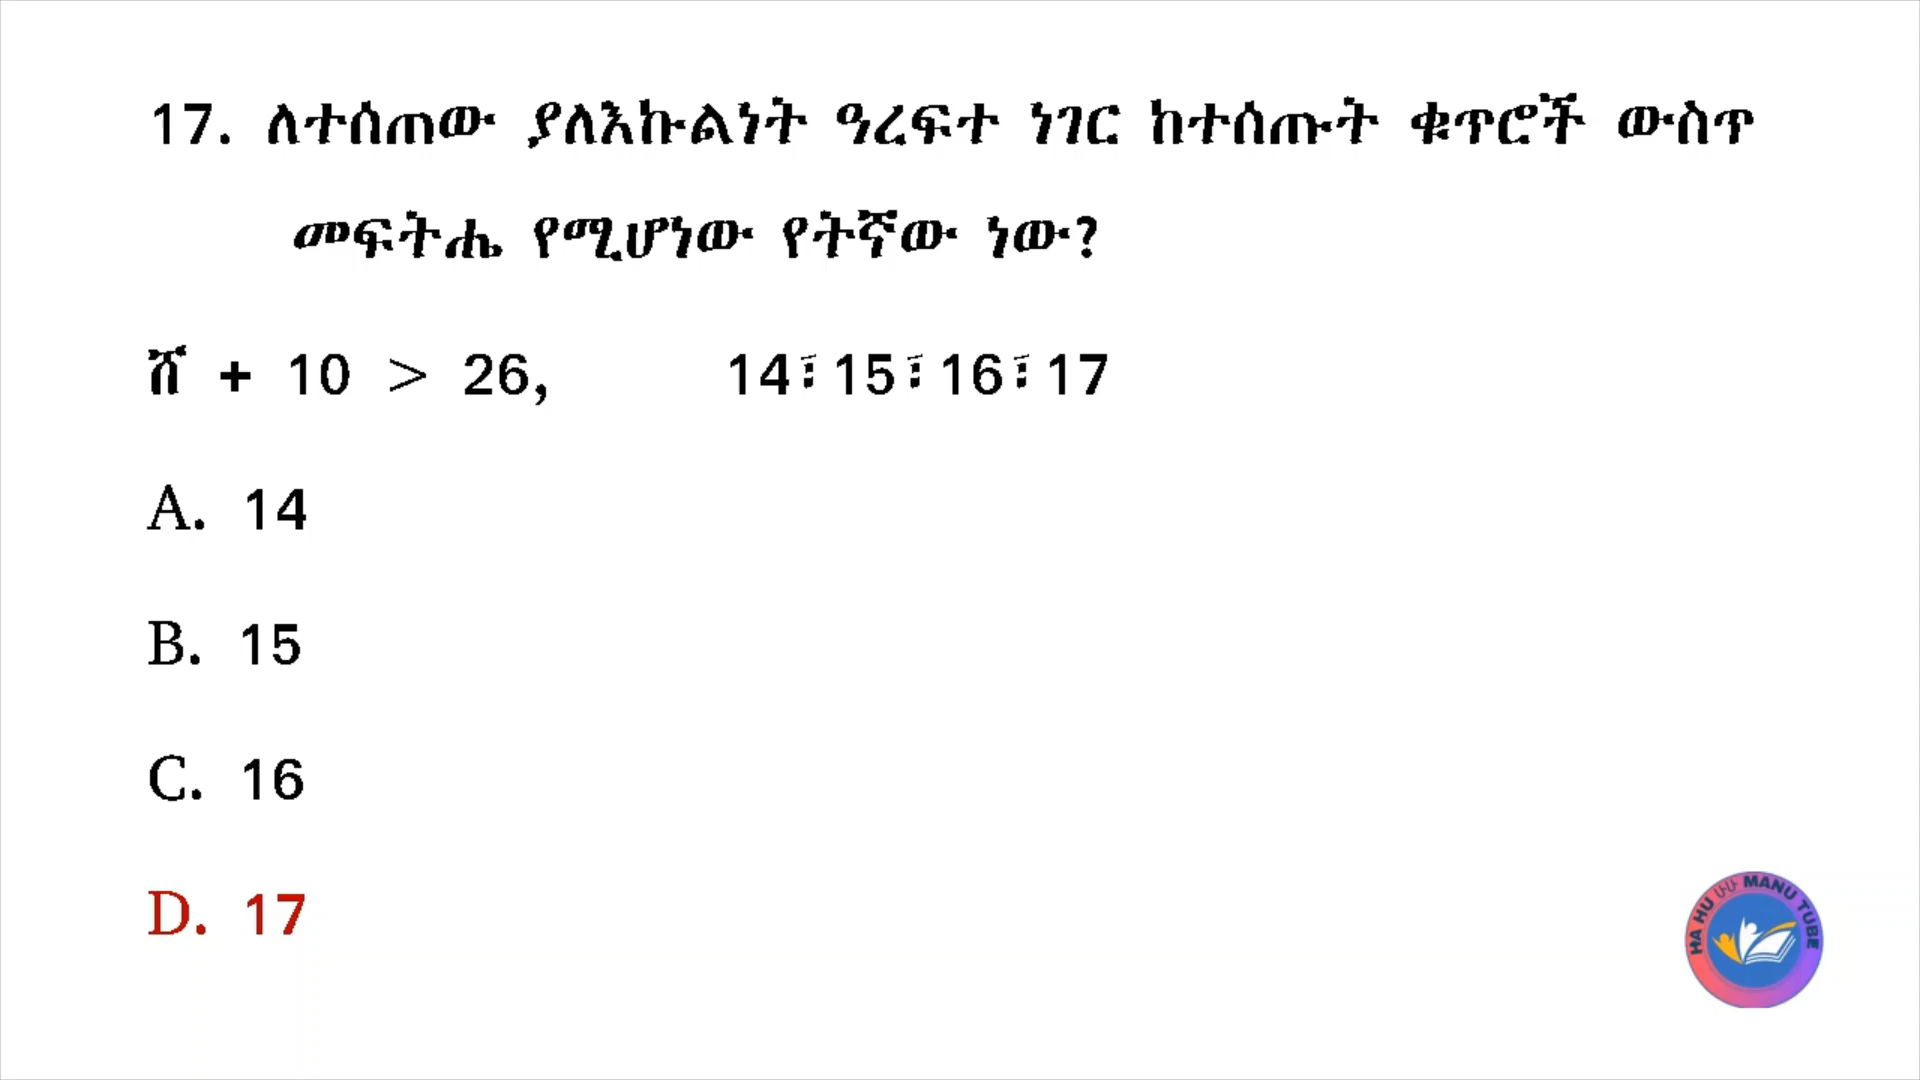 17. ለተሰጠው ያለእኩልነት ዓረፍተ ነገር ከተሰጡት ቁጥሮች ውስጥ
መፍትሔ የሚሆነው የትኛው ነው?
ሸ + 10 > 26, 14፣15፣16፣17
A. 14
B. 15
C. 16
D. 17
HA HU ሀሁ MANU TUBE